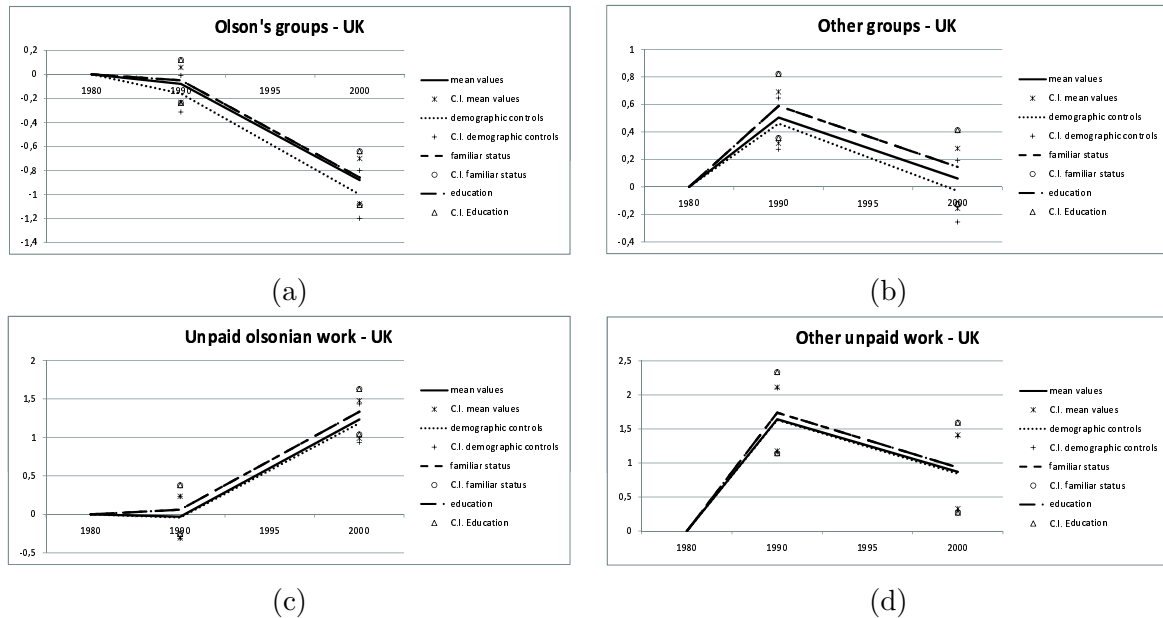 Olson's groups - UK
0,2
0
-0,2
-0,4
-0,6
-0,8
-1
-1,2
-1,4
1980 1990 1995 2000
mean values
C.I. mean values
demographic controls
C.I. demographic controls
familiar status
C.I. familiar status
education
C.I. Education
(a)
Other groups - UK
1
0,8
0,6
0,4
0,2
0
-0,2
-0,4
1980 1990 1995 2000
mean values
C.I. mean values
demographic controls
C.I. demographic controls
familiar status
C.I. familiar status
education
C.I. Education
(b)
Unpaid olsonian work - UK
2
1,5
1
0,5
0
-0,5
1980 1990 1995 2000
mean values
C.I. mean values
demographic controls
C.I. demographic controls
familiar status
C.I. familiar status
education
C.I. Education
(c)
Other unpaid work - UK
2,5
2
1,5
1
0,5
0
1980 1990 1995 2000
mean values
C.I. mean values
demographic controls
C.I. demographic controls
familiar status
C.I. familiar status
education
C.I. Education
(d)